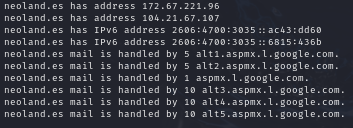 neoland.es has address 172.67.221.96
neoland.es has address 104.21.67.107
neoland.es has IPv6 address 2606:4700:3035::ac43:dd60
neoland.es has IPv6 address 2606:4700:3035::6815:436b
neoland.es mail is handled by 5 alt1.aspmx.l.google.com.
neoland.es mail is handled by 5 alt2.aspmx.l.google.com.
neoland.es mail is handled by 1 aspmx.l.google.com.
neoland.es mail is handled by 10 alt3.aspmx.l.google.com.
neoland.es mail is handled by 10 alt4.aspmx.l.google.com.
neoland.es mail is handled by 10 alt5.aspmx.l.google.com.